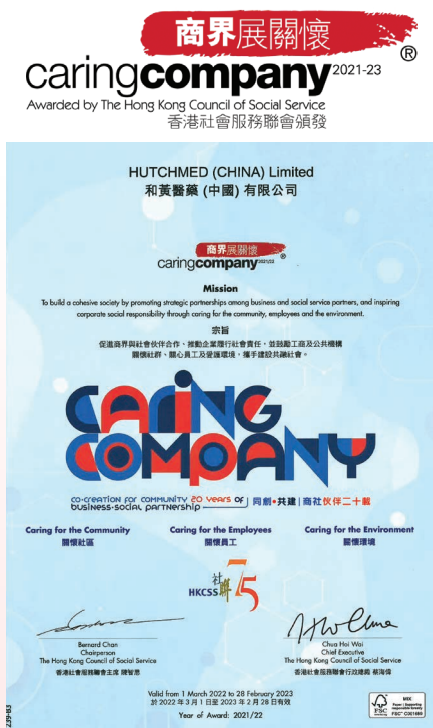 商界展關懷
caringcompany 2021-23 ®
Awarded by The Hong Kong Council of Social Service
香港社會服務聯會頒發
HUTCHMED (CHINA) Limited
和黃醫藥 (中國) 有限公司
商界展關懷
caringcompany 2021/22 ®
Mission
To build a cohesive society by promoting strategic partnerships among business and social service partners, and inspiring
corporate social responsibility through caring for the community, employees and the environment.
宗旨
促進商界與社會伙伴合作、推動企業履行社會責任，並鼓勵工商及公共機構
關懷社群、關心員工及愛護環境，攜手建設共融社會。
CARING
COMPANY
CO-CREATION FOR COMMUNITY 20 YEARS OF
BUSINESS-SOCIAL PARTNERSHIP
同創•共建 | 商社伙伴二十載
Caring for the Community
Caring for the Employees
Caring for the Environment
關懷社區
關懷員工
關懷環境
HKCSS 社聯 75
Bernard Chan
Chairperson
The Hong Kong Council of Social Service
香港社會服務聯會主席 陳智思
Chua Hoi Wai
Chief Executive
The Hong Kong Council of Social Service
香港社會服務聯會行政總裁 蔡海偉
Valid from 1 March 2022 to 28 February 2023
於 2022 年 3 月 1 日至 2023 年 2 月 28 日有效
Year of Award: 2021/22
FSC
MIX